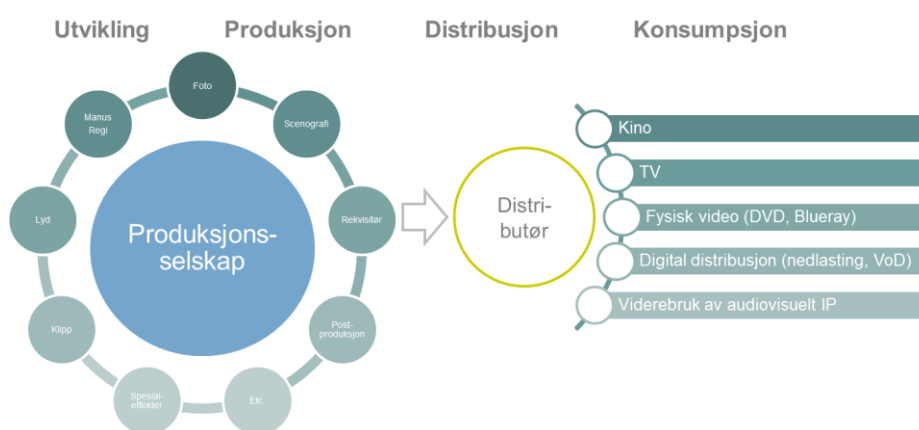 Utvikling
Produksjon
Distribusjon
Konsumpsjon
Foto
Scenografi
Rekvisitør
Post-
produksjon
Etc
Spesial-
effekter
Klipp
Lyd
Manus
Regi
Produksjons-
selskap
Distri-
butør
Kino
TV
Fysisk video (DVD, Blueray)
Digital distribusjon (nedlasting, VoD)
Viderebruk av audiovisuelt IP